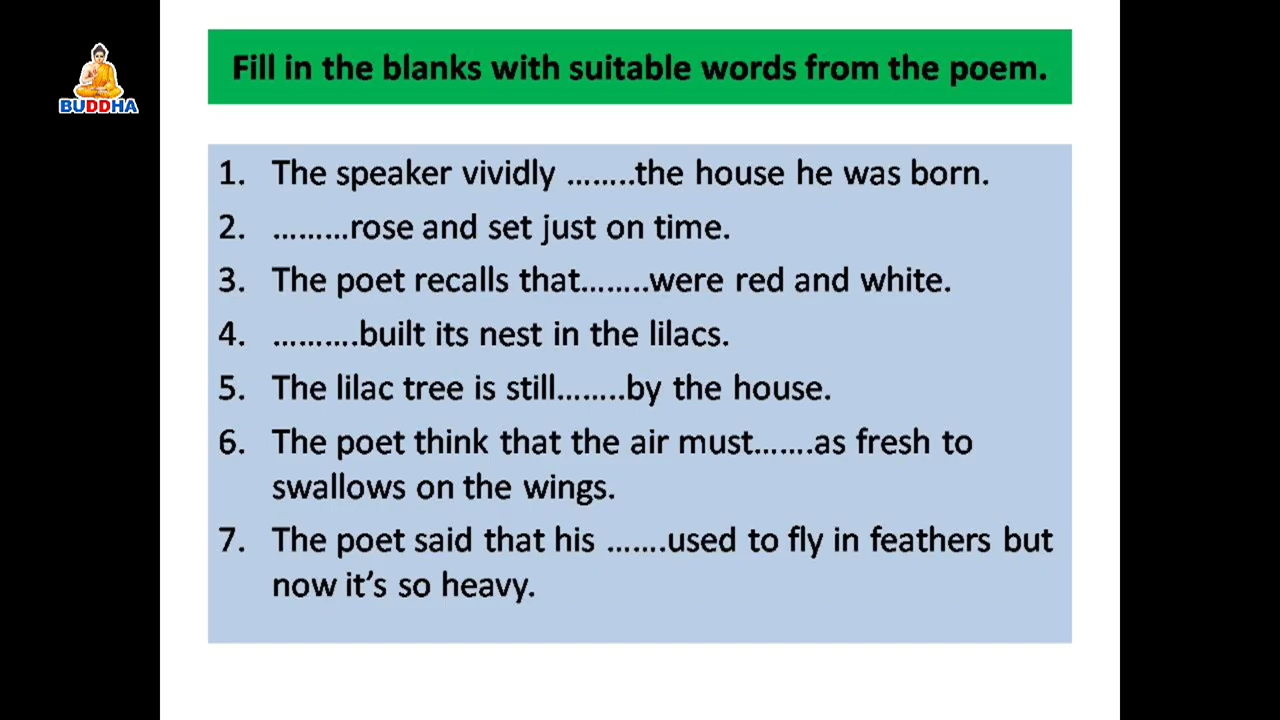 BUDDHA
Fill in the blanks with suitable words from the poem.
1. The speaker vividly ........the house he was born.
2. .........rose and set just on time.
3. The poet recalls that........were red and white.
4. ..........built its nest in the lilacs.
5. The lilac tree is still........by the house.
6. The poet think that the air must.......as fresh to
swallows on the wings.
7. The poet said that his .......used to fly in feathers but
now it's so heavy.